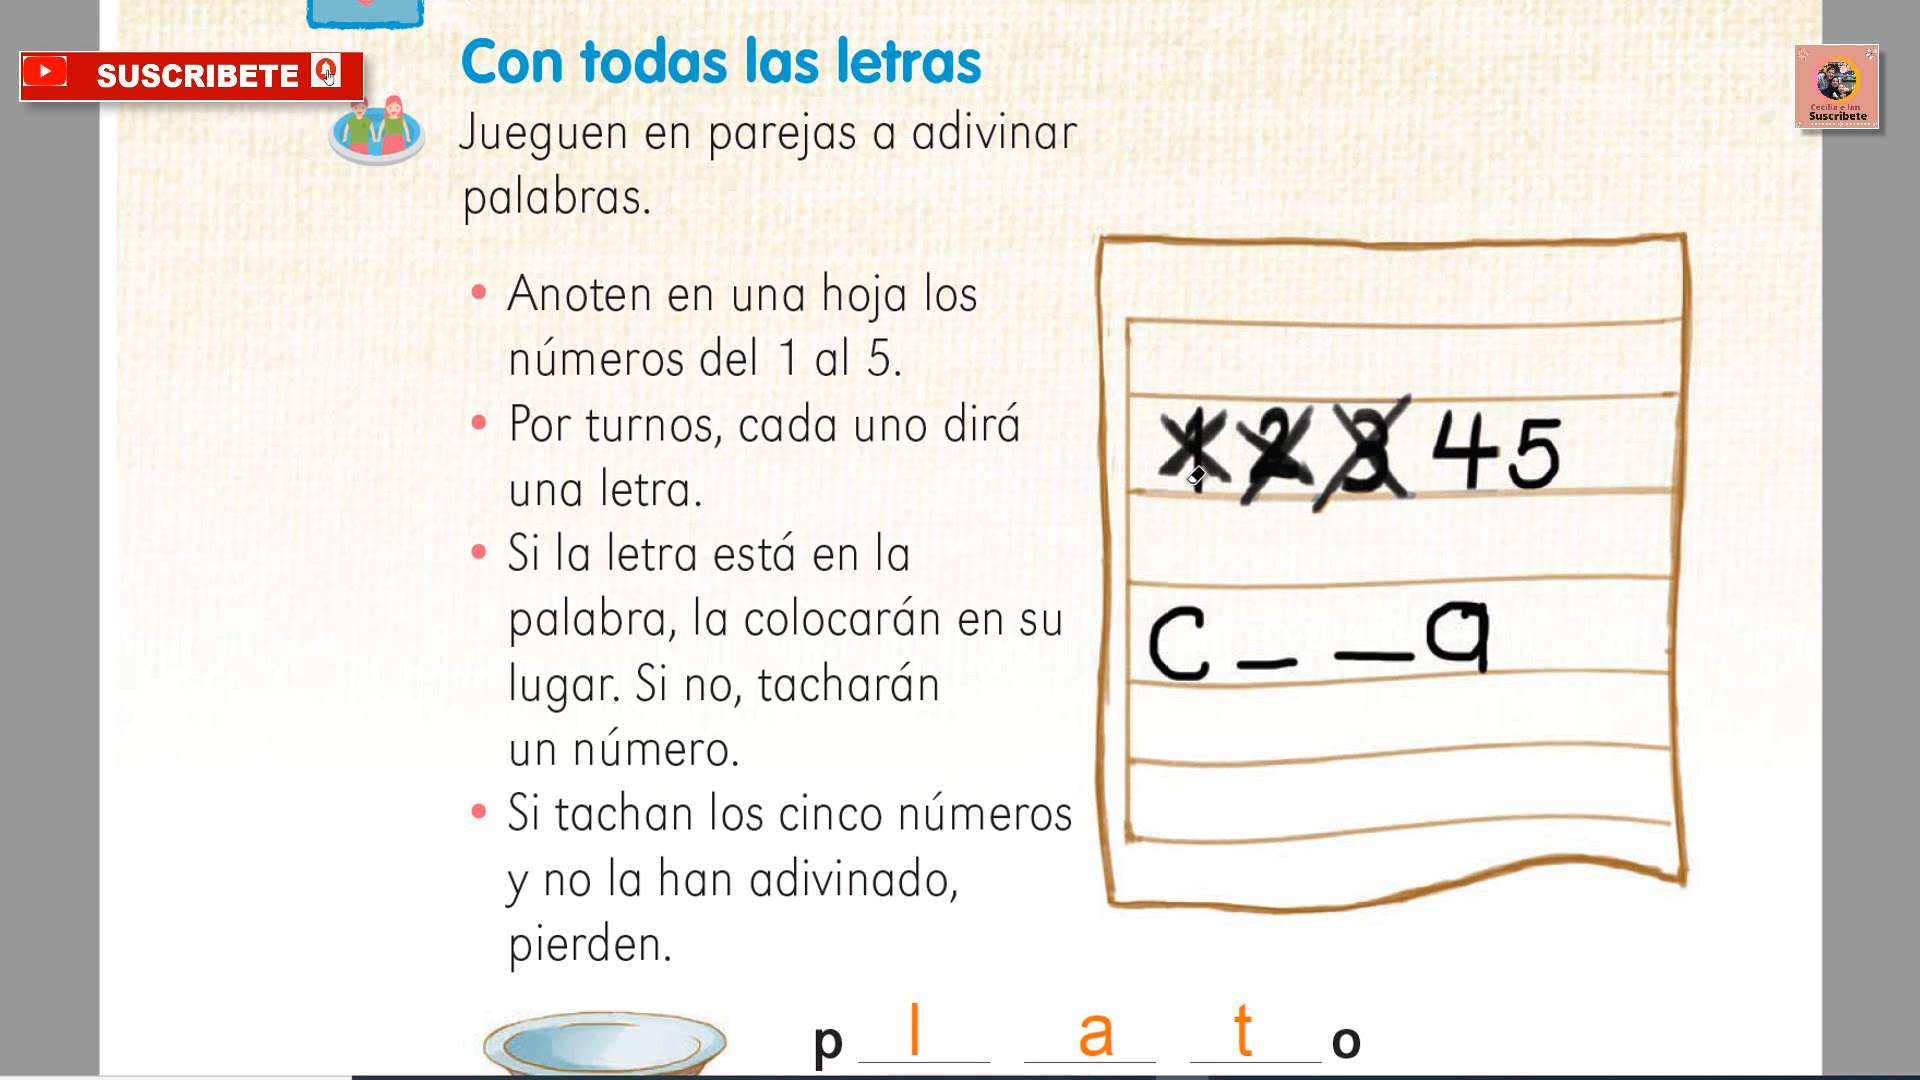 Con todas las letras
SUSCRIBETE
Cecilia e Ian
Suscribete
Jueguen en parejas a adivinar
palabras.
• Anoten en una hoja los
números del 1 al 5.
• Por turnos, cada uno dirá
una letra.
• Si la letra está en la
palabra, la colocarán en su
lugar. Si no, tacharán
un número.
• Si tachan los cinco números
y no la han adivinado,
pierden.
1 2 3 4 5
C _ _ a
p l a t o